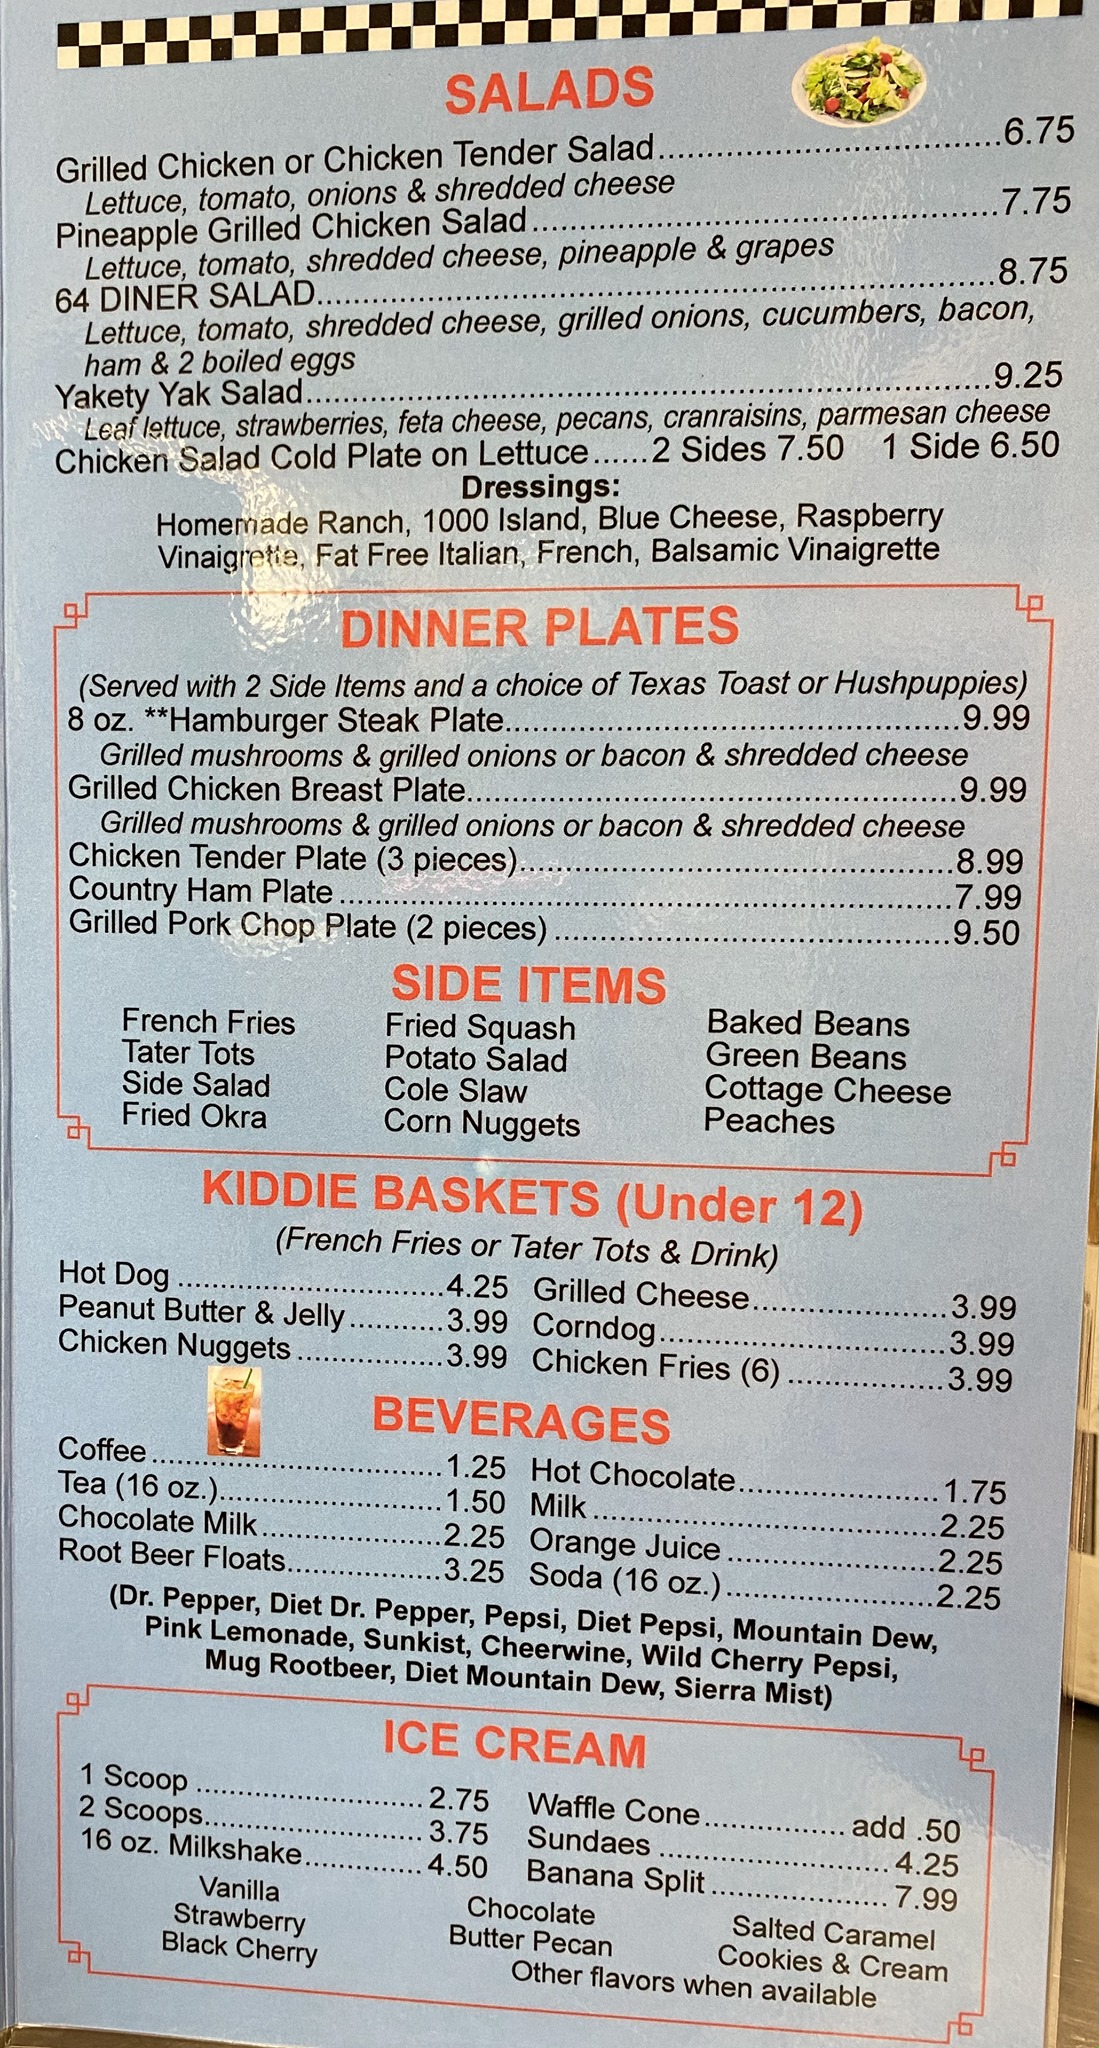 SALADS
Grilled Chicken or Chicken Tender Salad....................................6.75
Lettuce, tomato, onions & shredded cheese
Pineapple Grilled Chicken Salad..................................................7.75
Lettuce, tomato, shredded cheese, pineapple & grapes
64 DINER SALAD.........................................................................8.75
Lettuce, tomato, shredded cheese, grilled onions, cucumbers, bacon,
ham & 2 boiled eggs
Yakety Yak Salad..........................................................................9.25
Leaf lettuce, strawberries, feta cheese, pecans, cranraisins, parmesan cheese
Chicken Salad Cold Plate on Lettuce......2 Sides 7.50 1 Side 6.50
Dressings:
Homemade Ranch, 1000 Island, Blue Cheese, Raspberry
Vinaigrette, Fat Free Italian, French, Balsamic Vinaigrette
DINNER PLATES
(Served with 2 Side Items and a choice of Texas Toast or Hushpuppies)
8 oz. **Hamburger Steak Plate.................................................9.99
Grilled mushrooms & grilled onions or bacon & shredded cheese
Grilled Chicken Breast Plate.....................................................9.99
Grilled mushrooms & grilled onions or bacon & shredded cheese
Chicken Tender Plate (3 pieces)...............................................8.99
Country Ham Plate ...................................................................7.99
Grilled Pork Chop Plate (2 pieces) ...........................................9.50
SIDE ITEMS
French Fries Fried Squash Baked Beans
Tater Tots Potato Salad Green Beans
Side Salad Cole Slaw Cottage Cheese
Fried Okra Corn Nuggets Peaches
KIDDIE BASKETS (Under 12)
(French Fries or Tater Tots & Drink)
Hot Dog .............................4.25 Grilled Cheese.....................3.99
Peanut Butter & Jelly..........3.99 Corndog...............................3.99
Chicken Nuggets ................3.99 Chicken Fries (6) .................3.99
BEVERAGES
Coffee................................1.25 Hot Chocolate......................1.75
Tea (16 oz.)........................1.50 Milk .....................................2.25
Chocolate Milk...................2.25 Orange Juice .......................2.25
Root Beer Floats.................3.25 Soda (16 oz.).......................2.25
(Dr. Pepper, Diet Dr. Pepper, Pepsi, Diet Pepsi, Mountain Dew,
Pink Lemonade, Sunkist, Cheerwine, Wild Cherry Pepsi,
Mug Rootbeer, Diet Mountain Dew, Sierra Mist)
ICE CREAM
1 Scoop .........................2.75 Waffle Cone............... add .50
2 Scoops........................3.75 Sundaes ......................... 4.25
16 oz. Milkshake............. 4.50 Banana Split .................... 7.99
Vanilla Chocolate Salted Caramel
Strawberry Butter Pecan Cookies & Cream
Black Cherry Other flavors when available